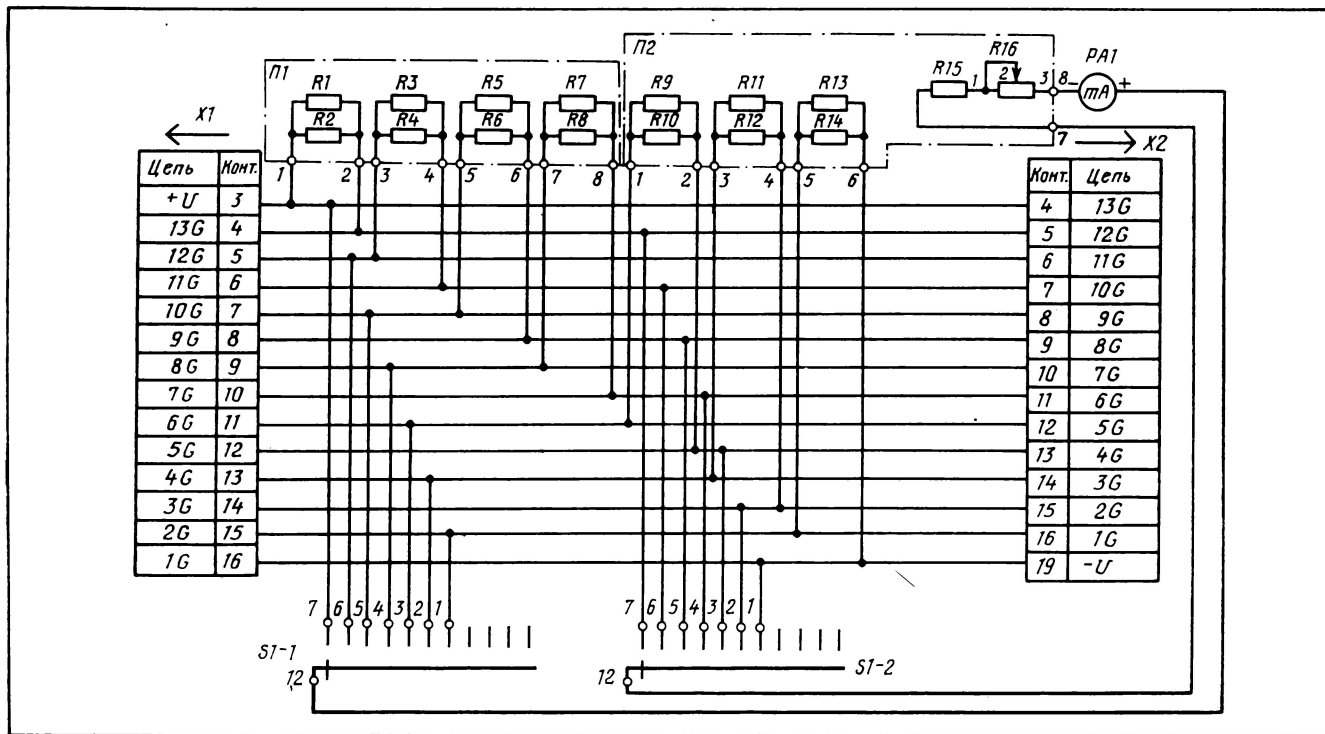 П2
R16
PA1
П1
R1
R3
R5
R7
R9
R11
R13
R15
1
2
3
8
−
mA
+
R2
R4
R6
R8
R10
R12
R14
X1
7
X2
1
2
3
4
5
6
7
8
1
2
3
4
5
6
Цепь Конт.
+U 3
13G 4
12G 5
11G 6
10G 7
9G 8
8G 9
7G 10
6G 11
5G 12
4G 13
3G 14
2G 15
1G 16
Конт. Цепь
4 13G
5 12G
6 11G
7 10G
8 9G
9 8G
10 7G
11 6G
12 5G
13 4G
14 3G
15 2G
16 1G
19 -U
7 6 5 4 3 2 1
7 6 5 4 3 2 1
S1-1
12
12
S1-2